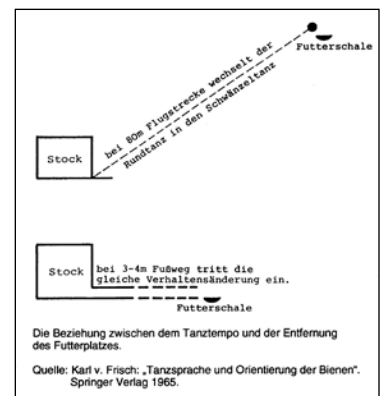 Futterschale
bei 80m Flugstrecke wechselt der
Rundtanz in den Schwänzeltanz
Stock
Stock
bei 3-4m Fußweg tritt die
gleiche Verhaltensänderung ein.
Futterschale
Die Beziehung zwischen dem Tanztempo und der Entfernung
des Futterplatzes.
Quelle: Karl v. Frisch: „Tanzsprache und Orientierung der Bienen".
Springer Verlag 1965.